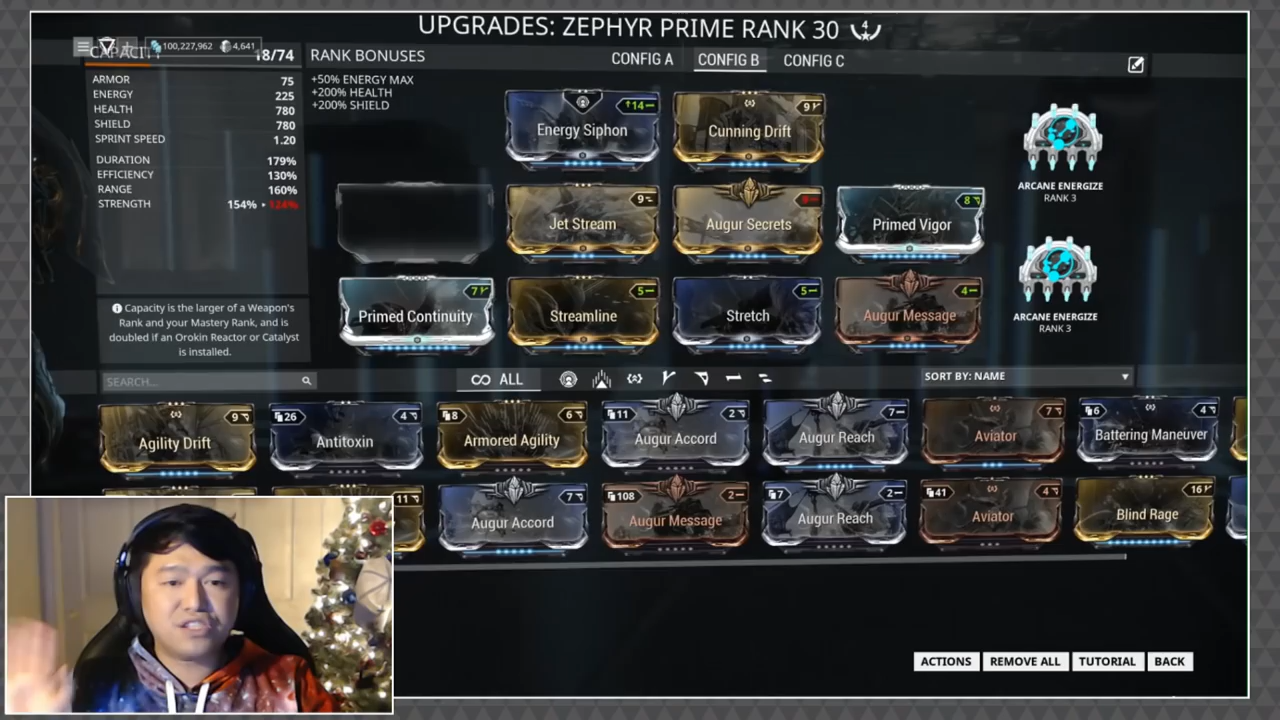 UPGRADES: ZEPHYR PRIME RANK 30 4
100,227,962 4,641
CAPACITY 18/74
RANK BONUSES
+50% ENERGY MAX
+200% HEALTH
+200% SHIELD
CONFIG A CONFIG B CONFIG C
ARMOR 75
ENERGY 225
HEALTH 780
SHIELD 780
SPRINT SPEED 1.20
DURATION 179%
EFFICIENCY 130%
RANGE 160%
STRENGTH 154% 124%
Capacity is the larger of a Weapon's
Rank and your Mastery Rank, and is
doubled if an Orokin Reactor or Catalyst
is installed.
14
Energy Siphon
9
Cunning Drift
ARCANE ENERGIZE
RANK 3
9
Jet Stream
Augur Secrets
8
Primed Vigor
7
Primed Continuity
5
Streamline
5
Stretch
4
Augur Message
ARCANE ENERGIZE
RANK 3
SEARCH...
ALL
SORT BY: NAME
9
Agility Drift
26 4
Antitoxin
8 6
Armored Agility
11 2
Augur Accord
7
Augur Reach
7
Aviator
6 4
Battering Maneuver
11
7
Augur Accord
108 2
Augur Message
7 2
Augur Reach
41 4
Aviator
16
Blind Rage
ACTIONS REMOVE ALL TUTORIAL BACK